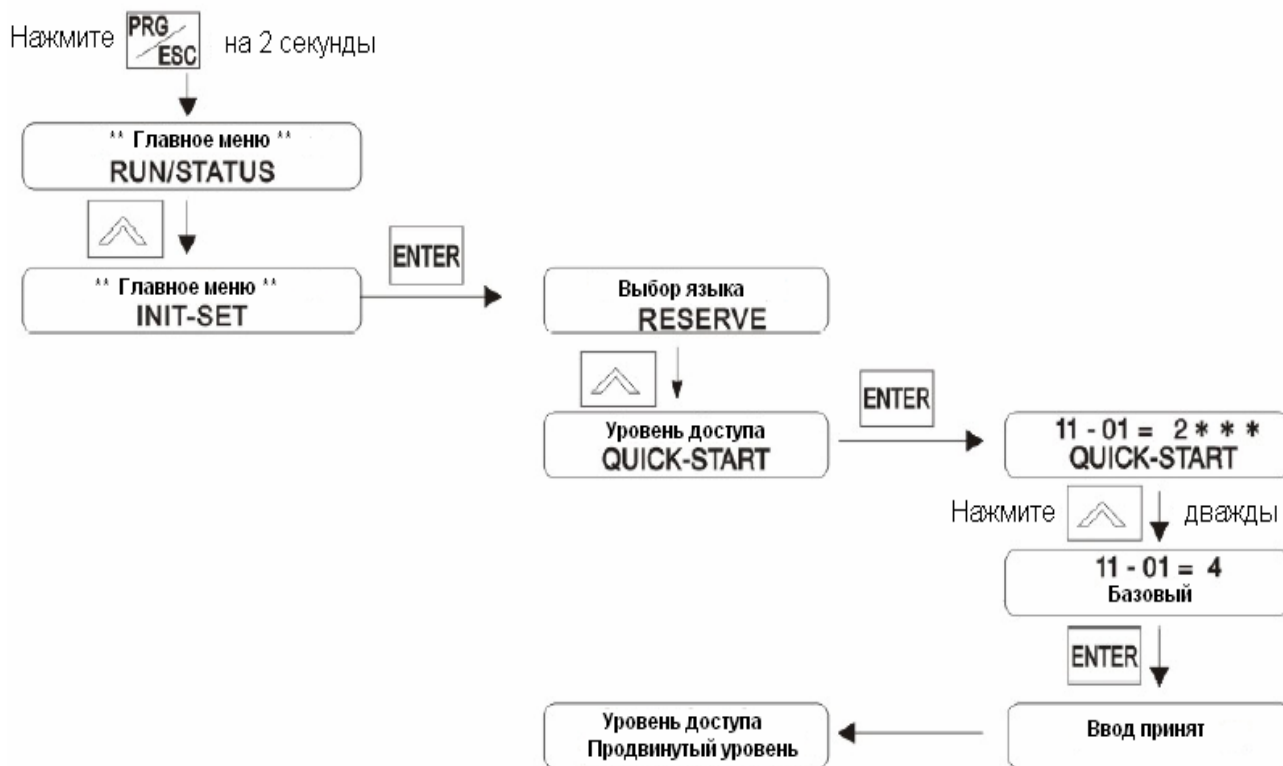 Нажмите PRG/ESC на 2 секунды
** Главное меню **
RUN/STATUS
** Главное меню **
INIT-SET
ENTER
Выбор языка
RESERVE
Уровень доступа
QUICK-START
ENTER
11 - 01 = 2 * * *
QUICK-START
Нажмите дважды
11 - 01 = 4
Базовый
ENTER
Ввод принят
Уровень доступа
Продвинутый уровень